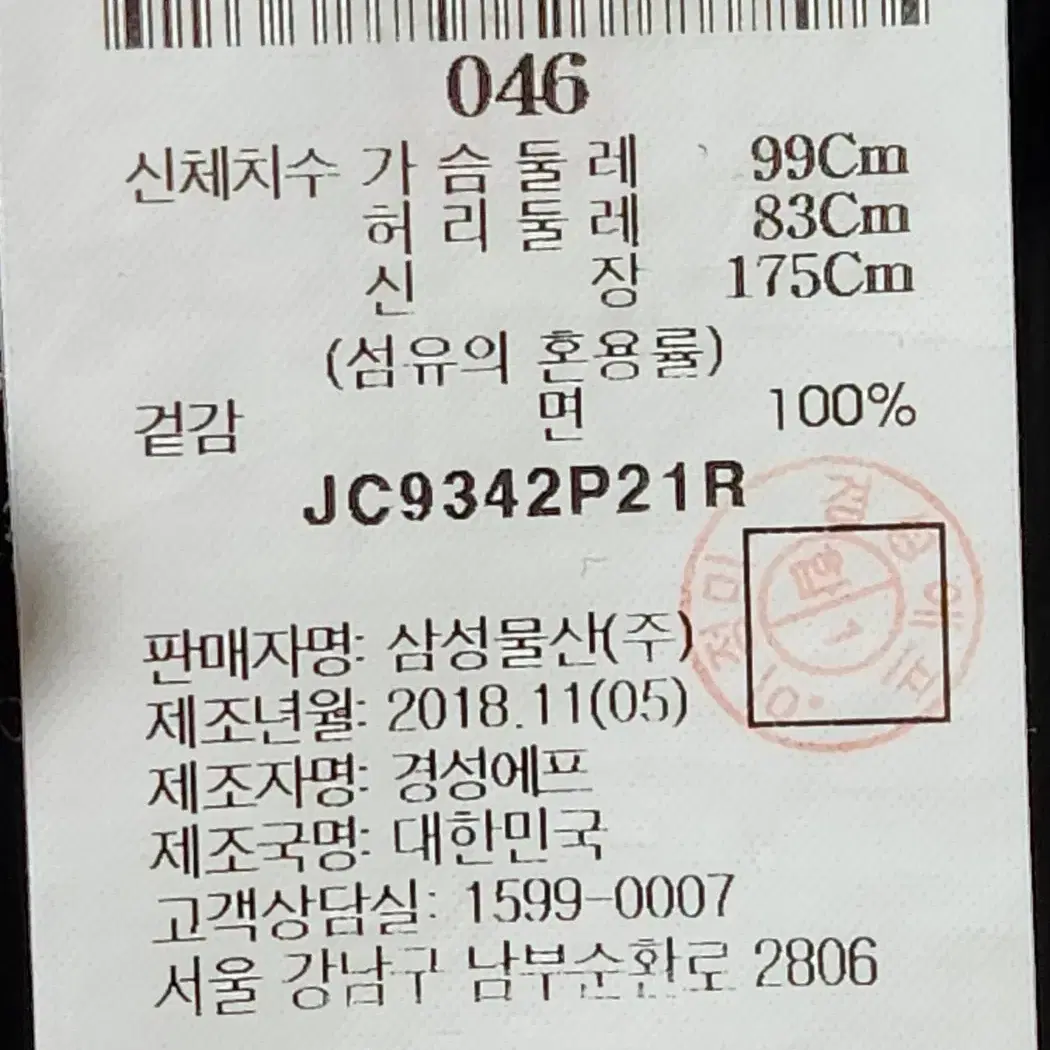 046
신체치수 가 슴 둘 레 99Cm
허 리 둘 레 83Cm
신 장 175Cm
(섬유의 혼용률)
겉감 면 100%
JC9342P21R
판매자명: 삼성물산(주)
제조년월: 2018.11(05)
제조자명: 경성에프
제조국명: 대한민국
고객상담실: 1599-0007
서울 강남구 남부순환로 2806